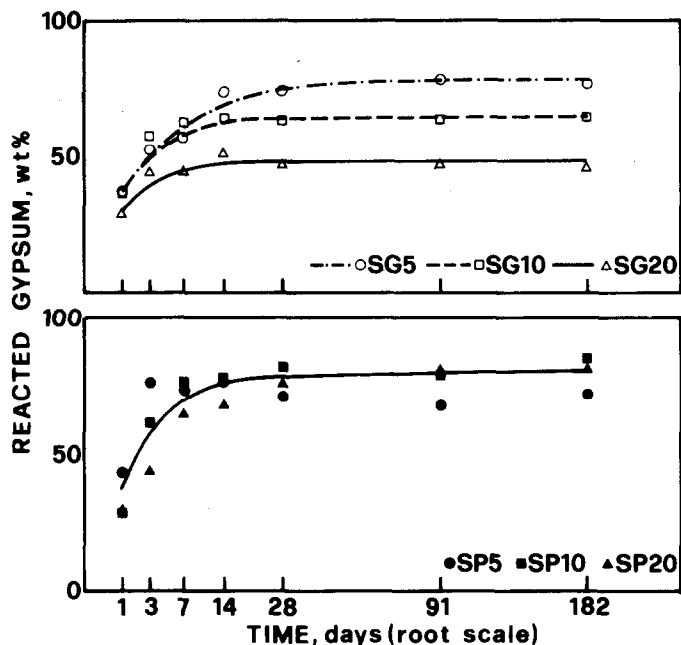 100
50
0
SG5 SG10 SG20
REACTED GYPSUM, wt%
100
50
0
SP5 SP10 SP20
1 3 7 14 28 91 182
TIME, days (root scale)